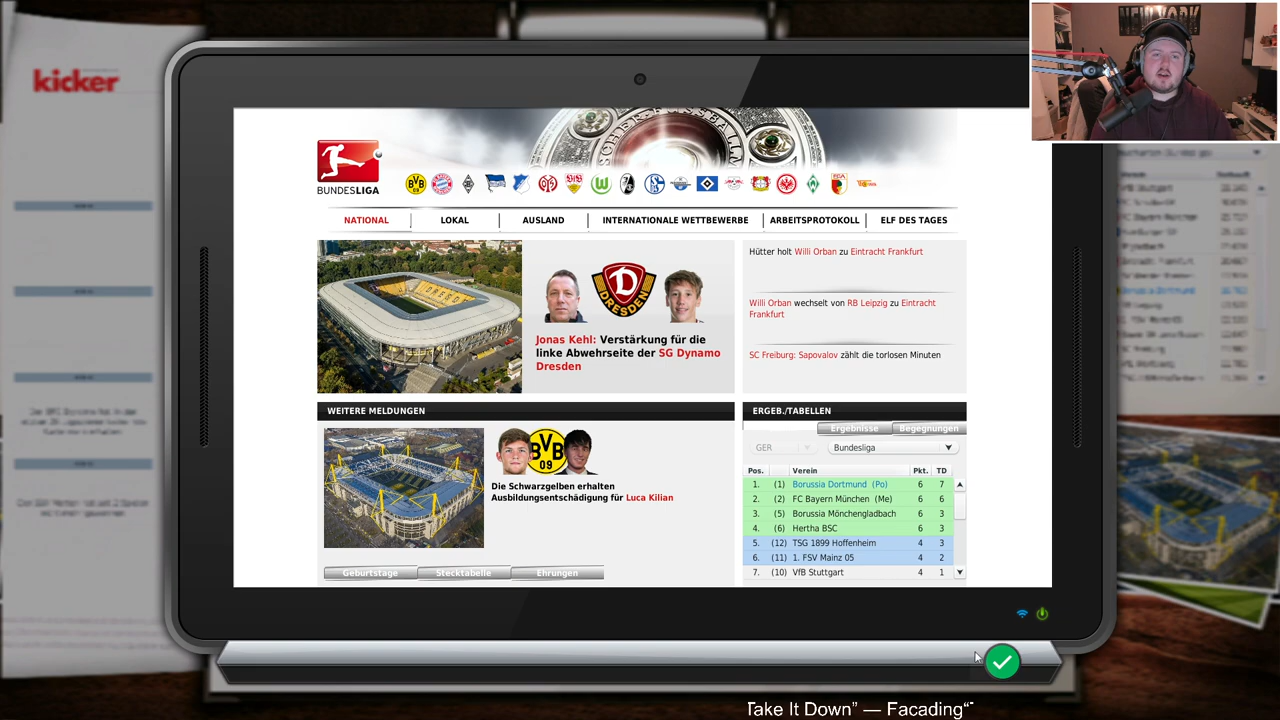 kicker
NEW YORK
BUNDESLIGA
NATIONAL
LOKAL
AUSLAND
INTERNATIONALE WETTBEWERBE
ARBEITSPROTOKOLL
ELF DES TAGES
DRESDEN
Jonas Kehl: Verstärkung für die
linke Abwehrseite der SG Dynamo
Dresden
Hütter holt Willi Orban zu Eintracht Frankfurt
Willi Orban wechselt von RB Leipzig zu Eintracht
Frankfurt
SC Freiburg: Sapovalov zählt die torlosen Minuten
WEITERE MELDUNGEN
BVB
09
Die Schwarzgelben erhalten
Ausbildungsentschädigung für Luca Kilian
Geburtstage Stecktabelle Ehrungen
ERGEB./TABELLEN
Ergebnisse Begegnungen
GER Bundesliga
Pos. Verein Pkt. TD
1. (1) Borussia Dortmund (Po) 6 7
2. (2) FC Bayern München (Me) 6 6
3. (5) Borussia Mönchengladbach 6 3
4. (6) Hertha BSC 6 3
5. (12) TSG 1899 Hoffenheim 4 3
6. (11) 1. FSV Mainz 05 4 2
7. (10) VfB Stuttgart 4 1
Take It Down” — Facading“